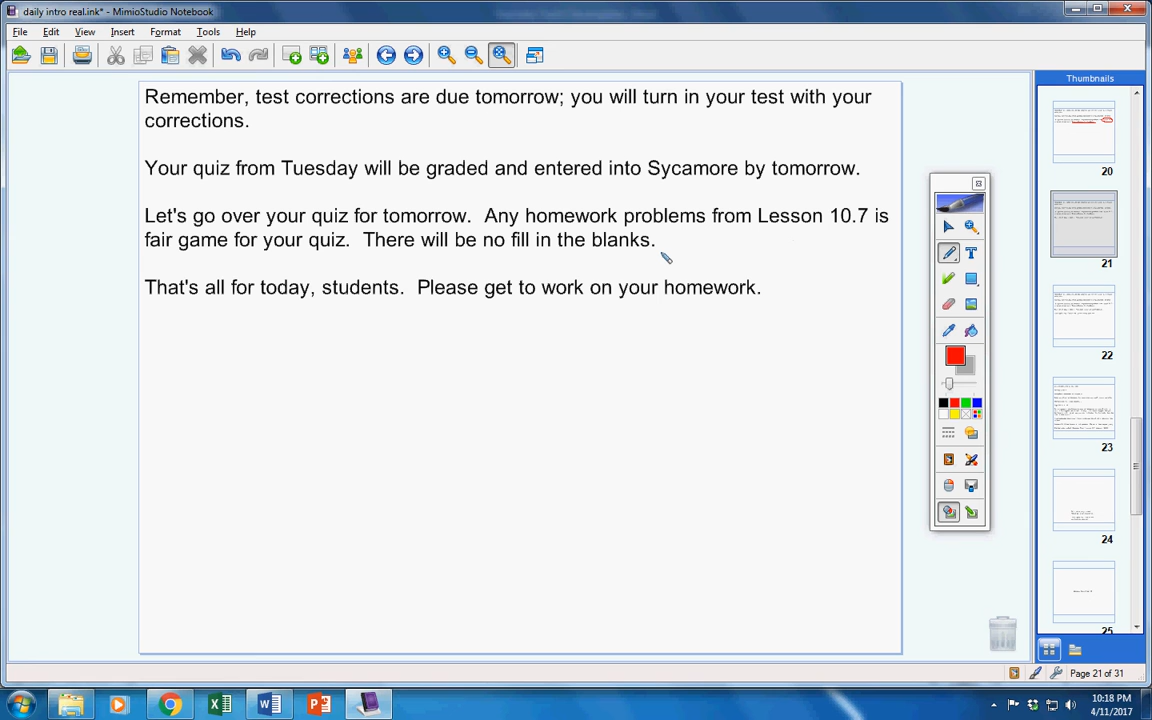 daily intro real.ink* - MimioStudio Notebook
File Edit View Insert Format Tools Help
Remember, test corrections are due tomorrow; you will turn in your test with your
corrections.
Your quiz from Tuesday will be graded and entered into Sycamore by tomorrow.
Let's go over your quiz for tomorrow. Any homework problems from Lesson 10.7 is
fair game for your quiz. There will be no fill in the blanks.
That's all for today, students. Please get to work on your homework.
Thumbnails
20
21
22
23
24
25
Page 21 of 31
10:18 PM
4/11/2017